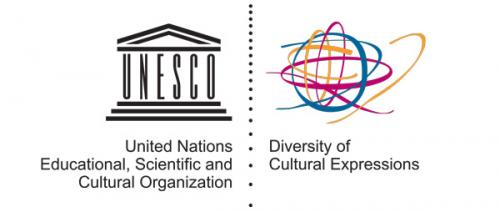 UNESCO
United Nations
Educational, Scientific and
Cultural Organization
Diversity of
Cultural Expressions